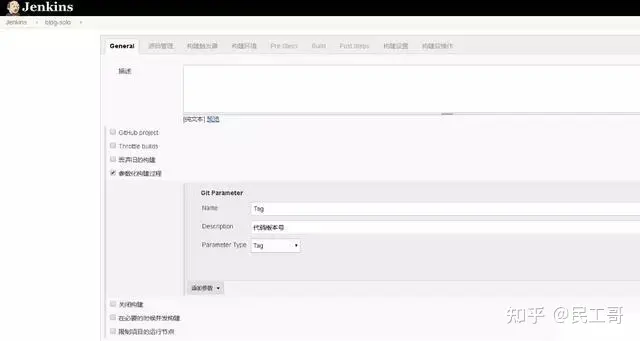 Jenkins
Jenkins › blog-solo ›
General 源码管理 构建触发器 构建环境 Pre Steps Build Post Steps 构建设置 构建后操作
描述
[纯文本] 预览
GitHub project
Throttle builds
丢弃旧的构建
参数化构建过程
Git Parameter
Name Tag
Description 代码版本号
Parameter Type Tag
添加参数
关闭构建
在必要的时候并发构建
限制项目的运行节点
知乎 @民工哥